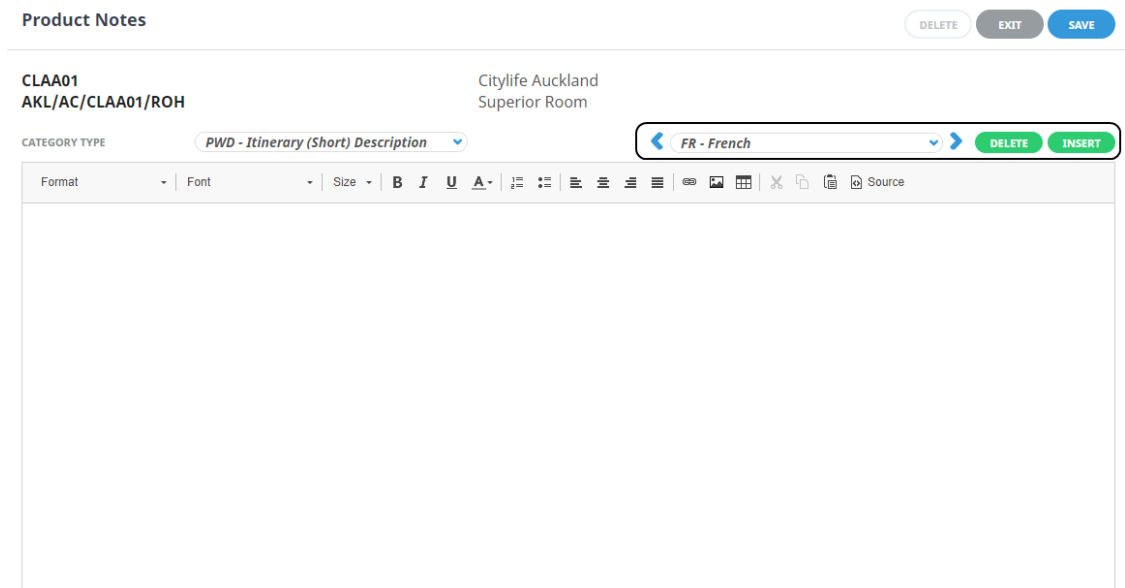 Product Notes
DELETE EXIT SAVE
CLAA01 Citylife Auckland
AKL/AC/CLAA01/ROH Superior Room
CATEGORY TYPE PWD - Itinerary (Short) Description FR - French DELETE INSERT
Format Font Size B I U A Source